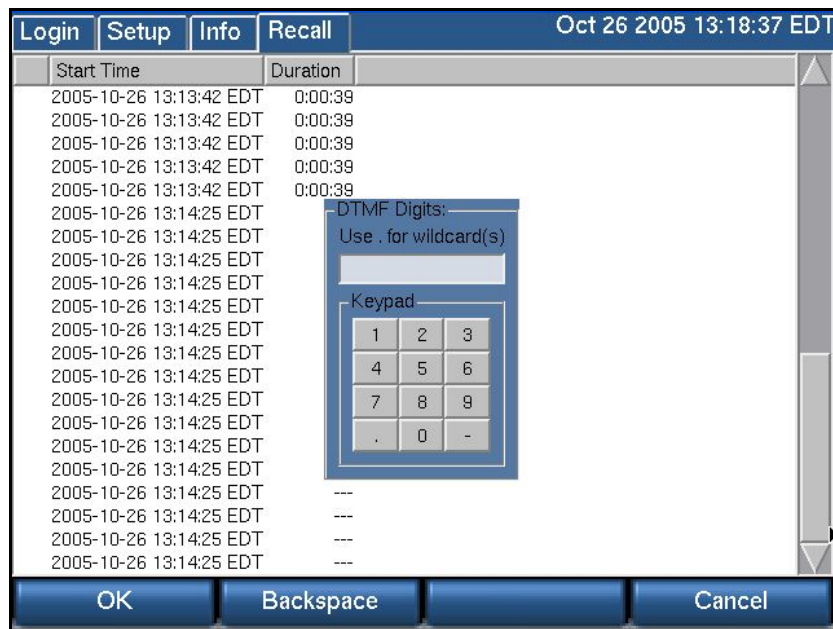 Login Setup Info Recall Oct 26 2005 13:18:37 EDT
Start Time Duration
2005-10-26 13:13:42 EDT 0:00:39
2005-10-26 13:13:42 EDT 0:00:39
2005-10-26 13:13:42 EDT 0:00:39
2005-10-26 13:13:42 EDT 0:00:39
2005-10-26 13:13:42 EDT 0:00:39
2005-10-26 13:14:25 EDT
2005-10-26 13:14:25 EDT
2005-10-26 13:14:25 EDT
2005-10-26 13:14:25 EDT
2005-10-26 13:14:25 EDT
2005-10-26 13:14:25 EDT
2005-10-26 13:14:25 EDT
2005-10-26 13:14:25 EDT
2005-10-26 13:14:25 EDT
2005-10-26 13:14:25 EDT
2005-10-26 13:14:25 EDT
2005-10-26 13:14:25 EDT
2005-10-26 13:14:25 EDT ---
2005-10-26 13:14:25 EDT ---
2005-10-26 13:14:25 EDT ---
2005-10-26 13:14:25 EDT ---
DTMF Digits:
Use . for wildcard(s)
Keypad
1 2 3
4 5 6
7 8 9
. 0 -
OK Backspace Cancel